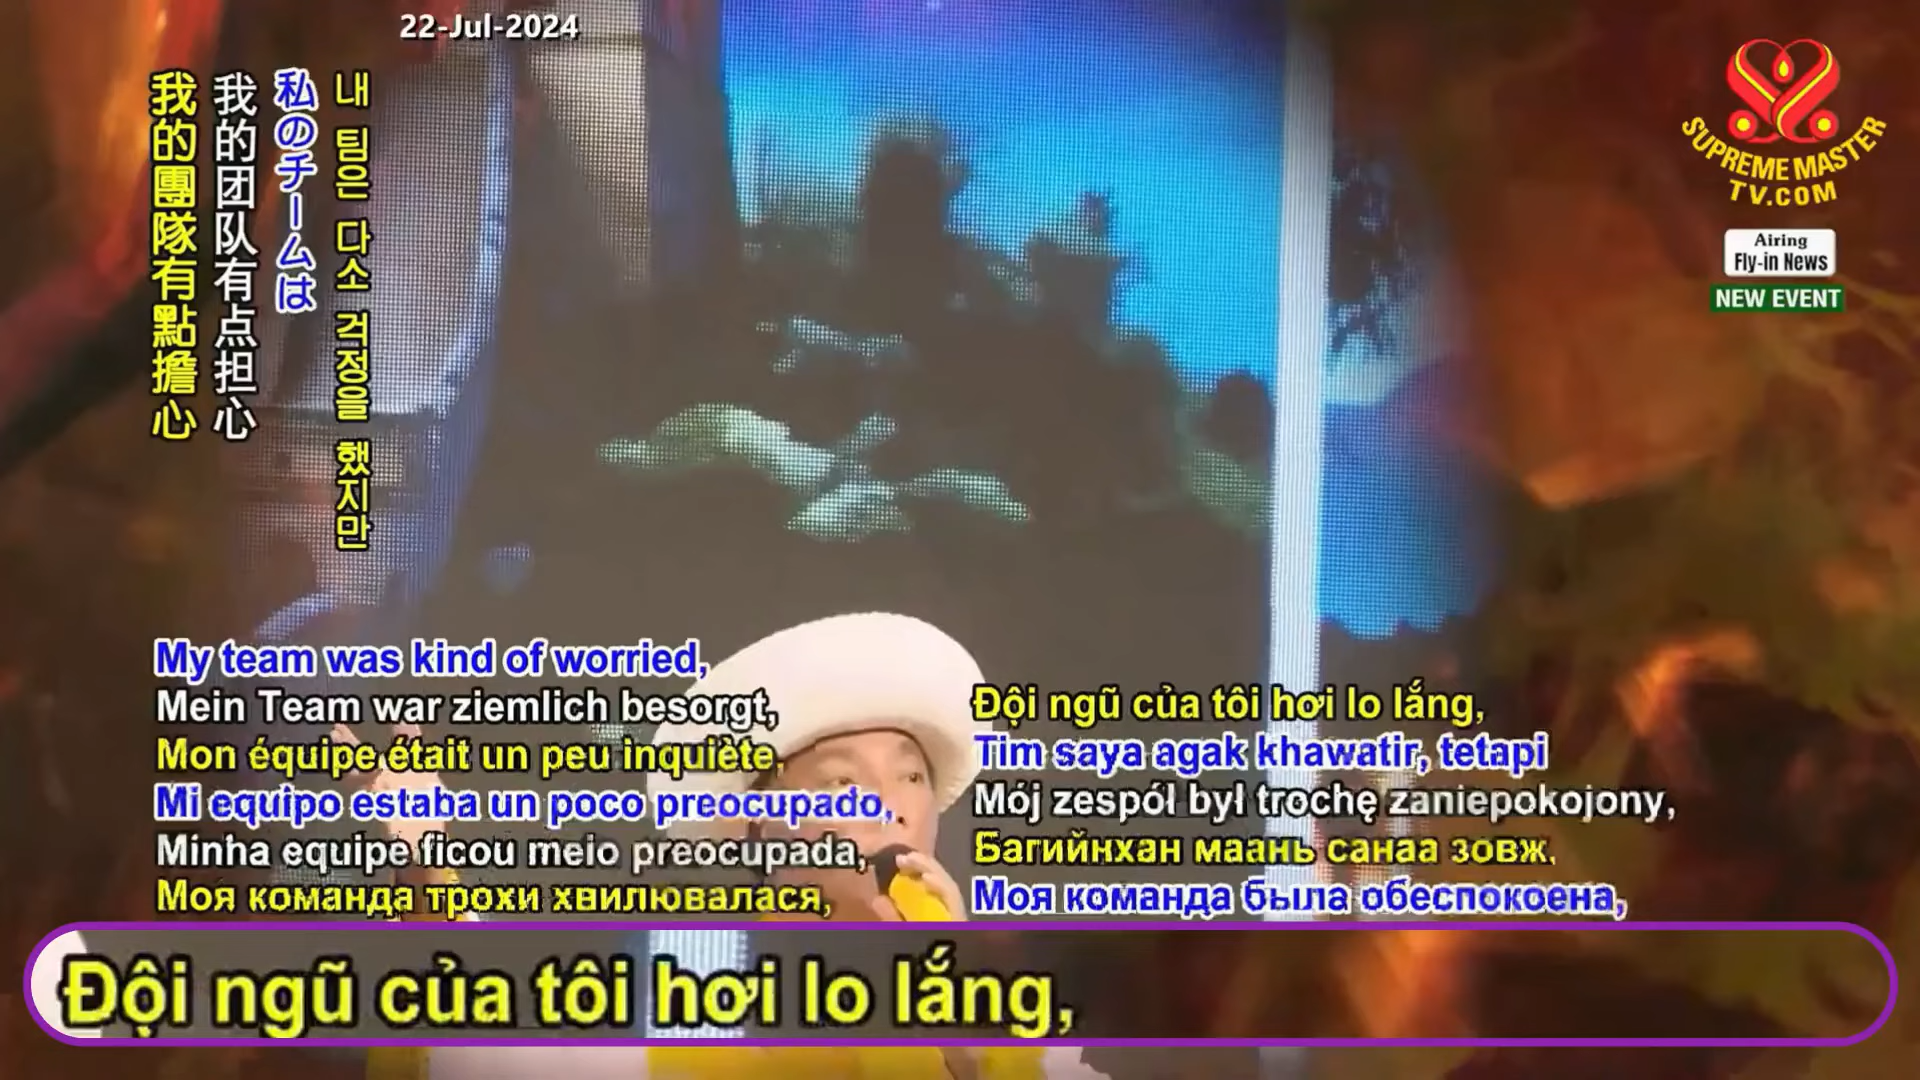 22-Jul-2024
我的團隊有點擔心
我的团队有点担心
私のチームは
내 팀은 다소 걱정을 했지만
SUPREME MASTER
TV.COM
Airing
Fly-in News
NEW EVENT
My team was kind of worried,
Mein Team war ziemlich besorgt,
Mon équipe était un peu inquiète,
Mi equipo estaba un poco preocupado,
Minha equipe ficou meio preocupada,
Моя команда трохи хвилювалася,
Đội ngũ của tôi hơi lo lắng,
Tim saya agak khawatir, tetapi
Mój zespół był trochę zaniepokojony,
Багийнхан маань санаа зовж,
Моя команда была обеспокоена,
Đội ngũ của tôi hơi lo lắng,